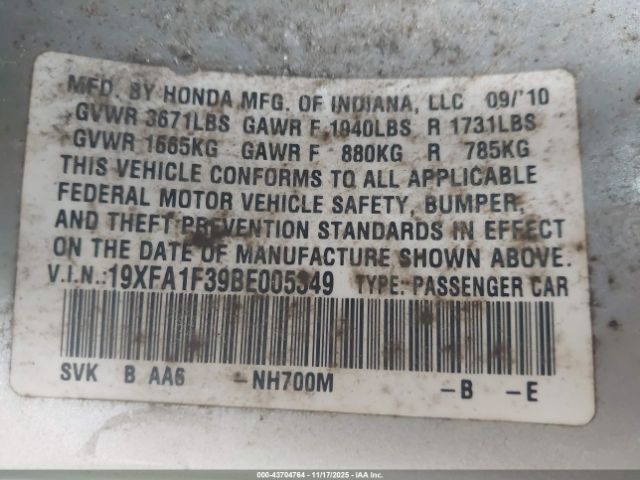 MFD. BY HONDA MFG. OF INDIANA, LLC 09/'10
GVWR 3671LBS GAWR F 1940LBS R 1731LBS
GVWR 1665KG GAWR F 880KG R 785KG
THIS VEHICLE CONFORMS TO ALL APPLICABLE
FEDERAL MOTOR VEHICLE SAFETY, BUMPER,
AND THEFT PREVENTION STANDARDS IN EFFECT
ON THE DATE OF MANUFACTURE SHOWN ABOVE.
V.I.N.: 19XFA1F39BE005349 TYPE: PASSENGER CAR
SVK B AA6 -NH700M -B -E
000-43704764 - 11/17/2025 - IAA Inc.